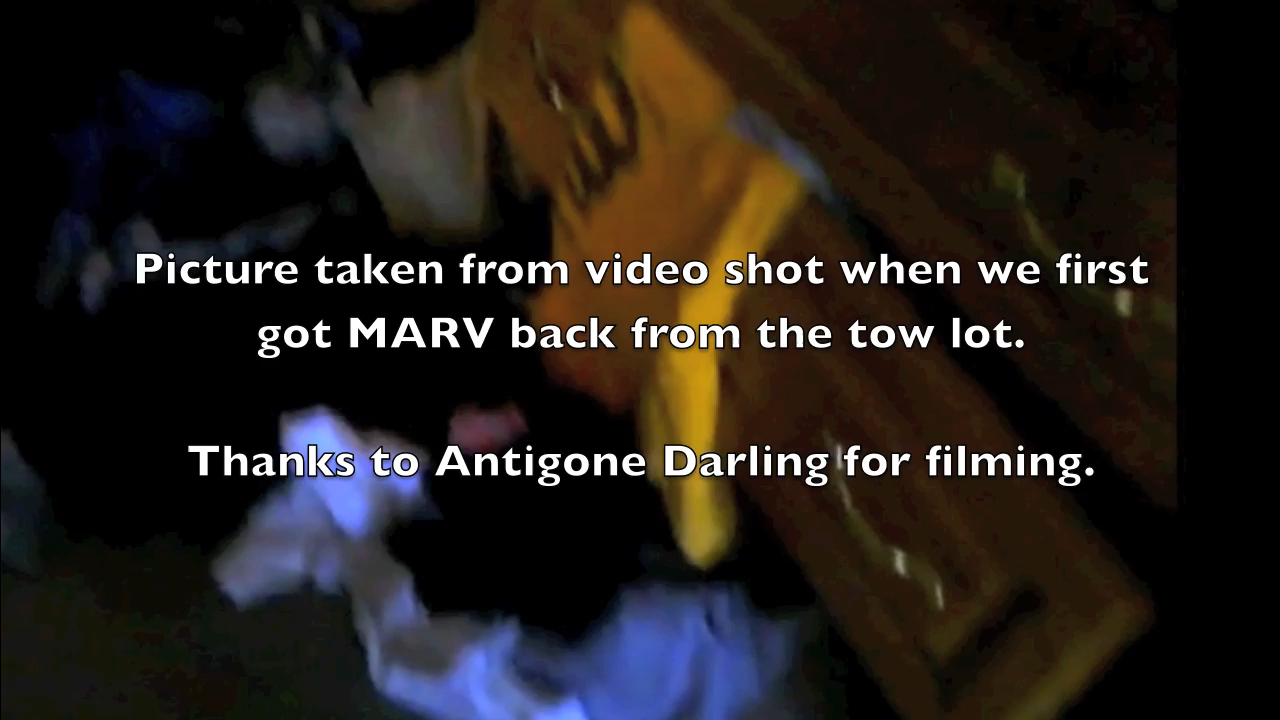 Picture taken from video shot when we first
got MARV back from the tow lot.
Thanks to Antigone Darling for filming.